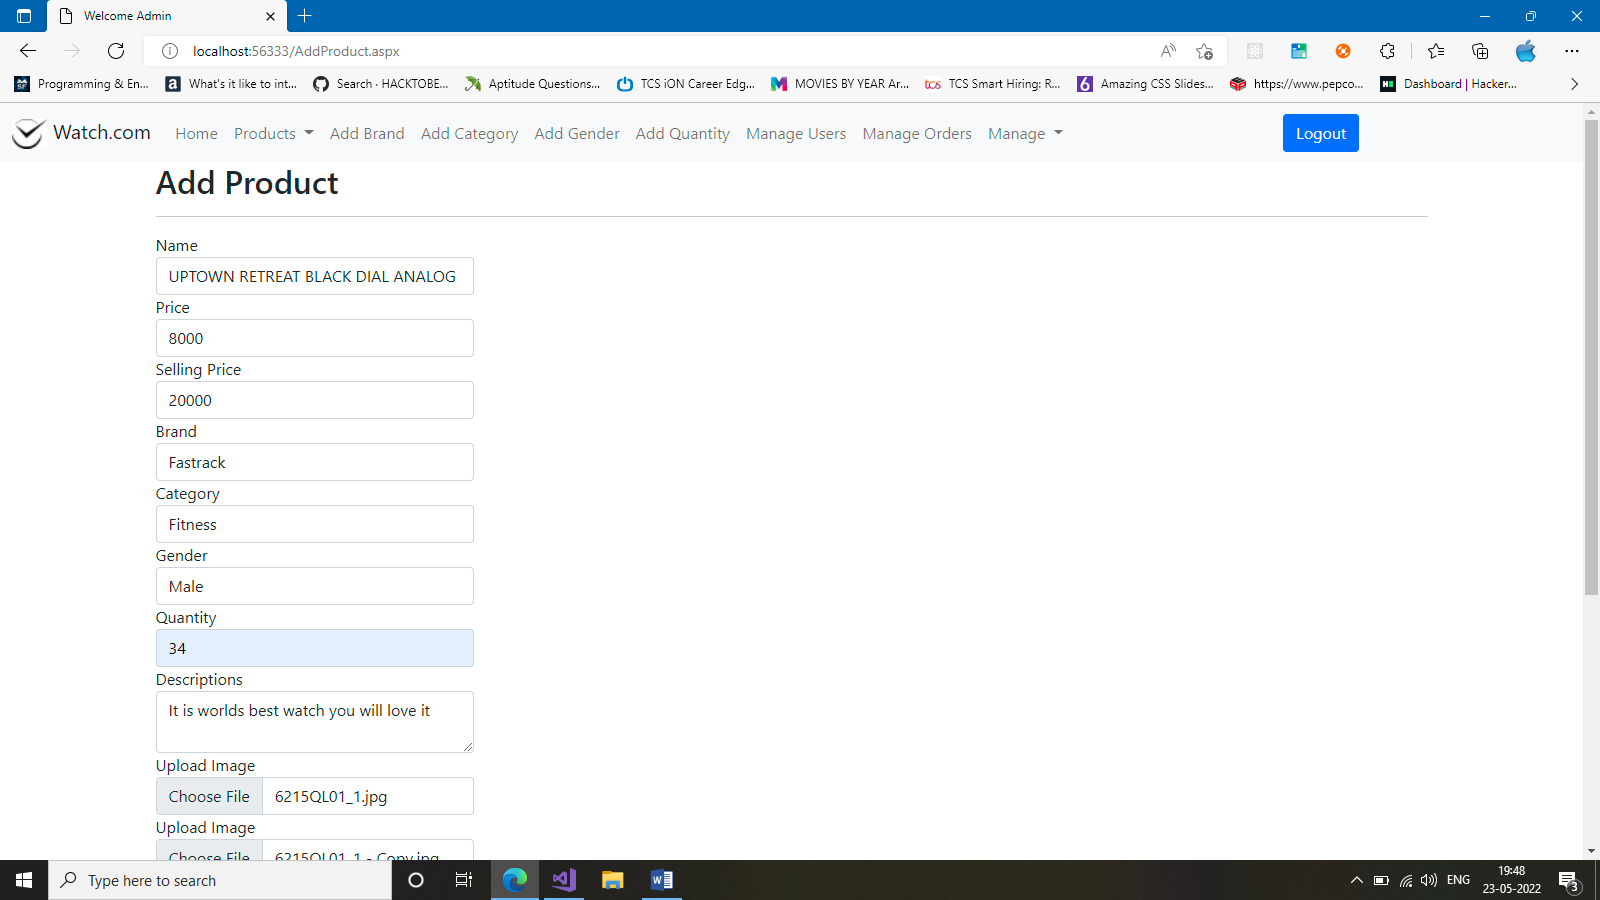 Welcome Admin
localhost:56333/AddProduct.aspx
Programming & En... What's it like to int... Search · HACKTOBE... Aptitude Questions... TCS iON Career Edg... MOVIES BY YEAR Ar... TCS Smart Hiring: R... Amazing CSS Slides... https://www.pepco... Dashboard | Hacker...
Watch.com Home Products Add Brand Add Category Add Gender Add Quantity Manage Users Manage Orders Manage Logout
Add Product
Name
UPTOWN RETREAT BLACK DIAL ANALOG
Price
8000
Selling Price
20000
Brand
Fastrack
Category
Fitness
Gender
Male
Quantity
34
Descriptions
It is worlds best watch you will love it
Upload Image
Choose File 6215QL01_1.jpg
Upload Image
Choose File 6215QL01_1 - Copy.jpg
Type here to search
ENG
19:48
23-05-2022
3